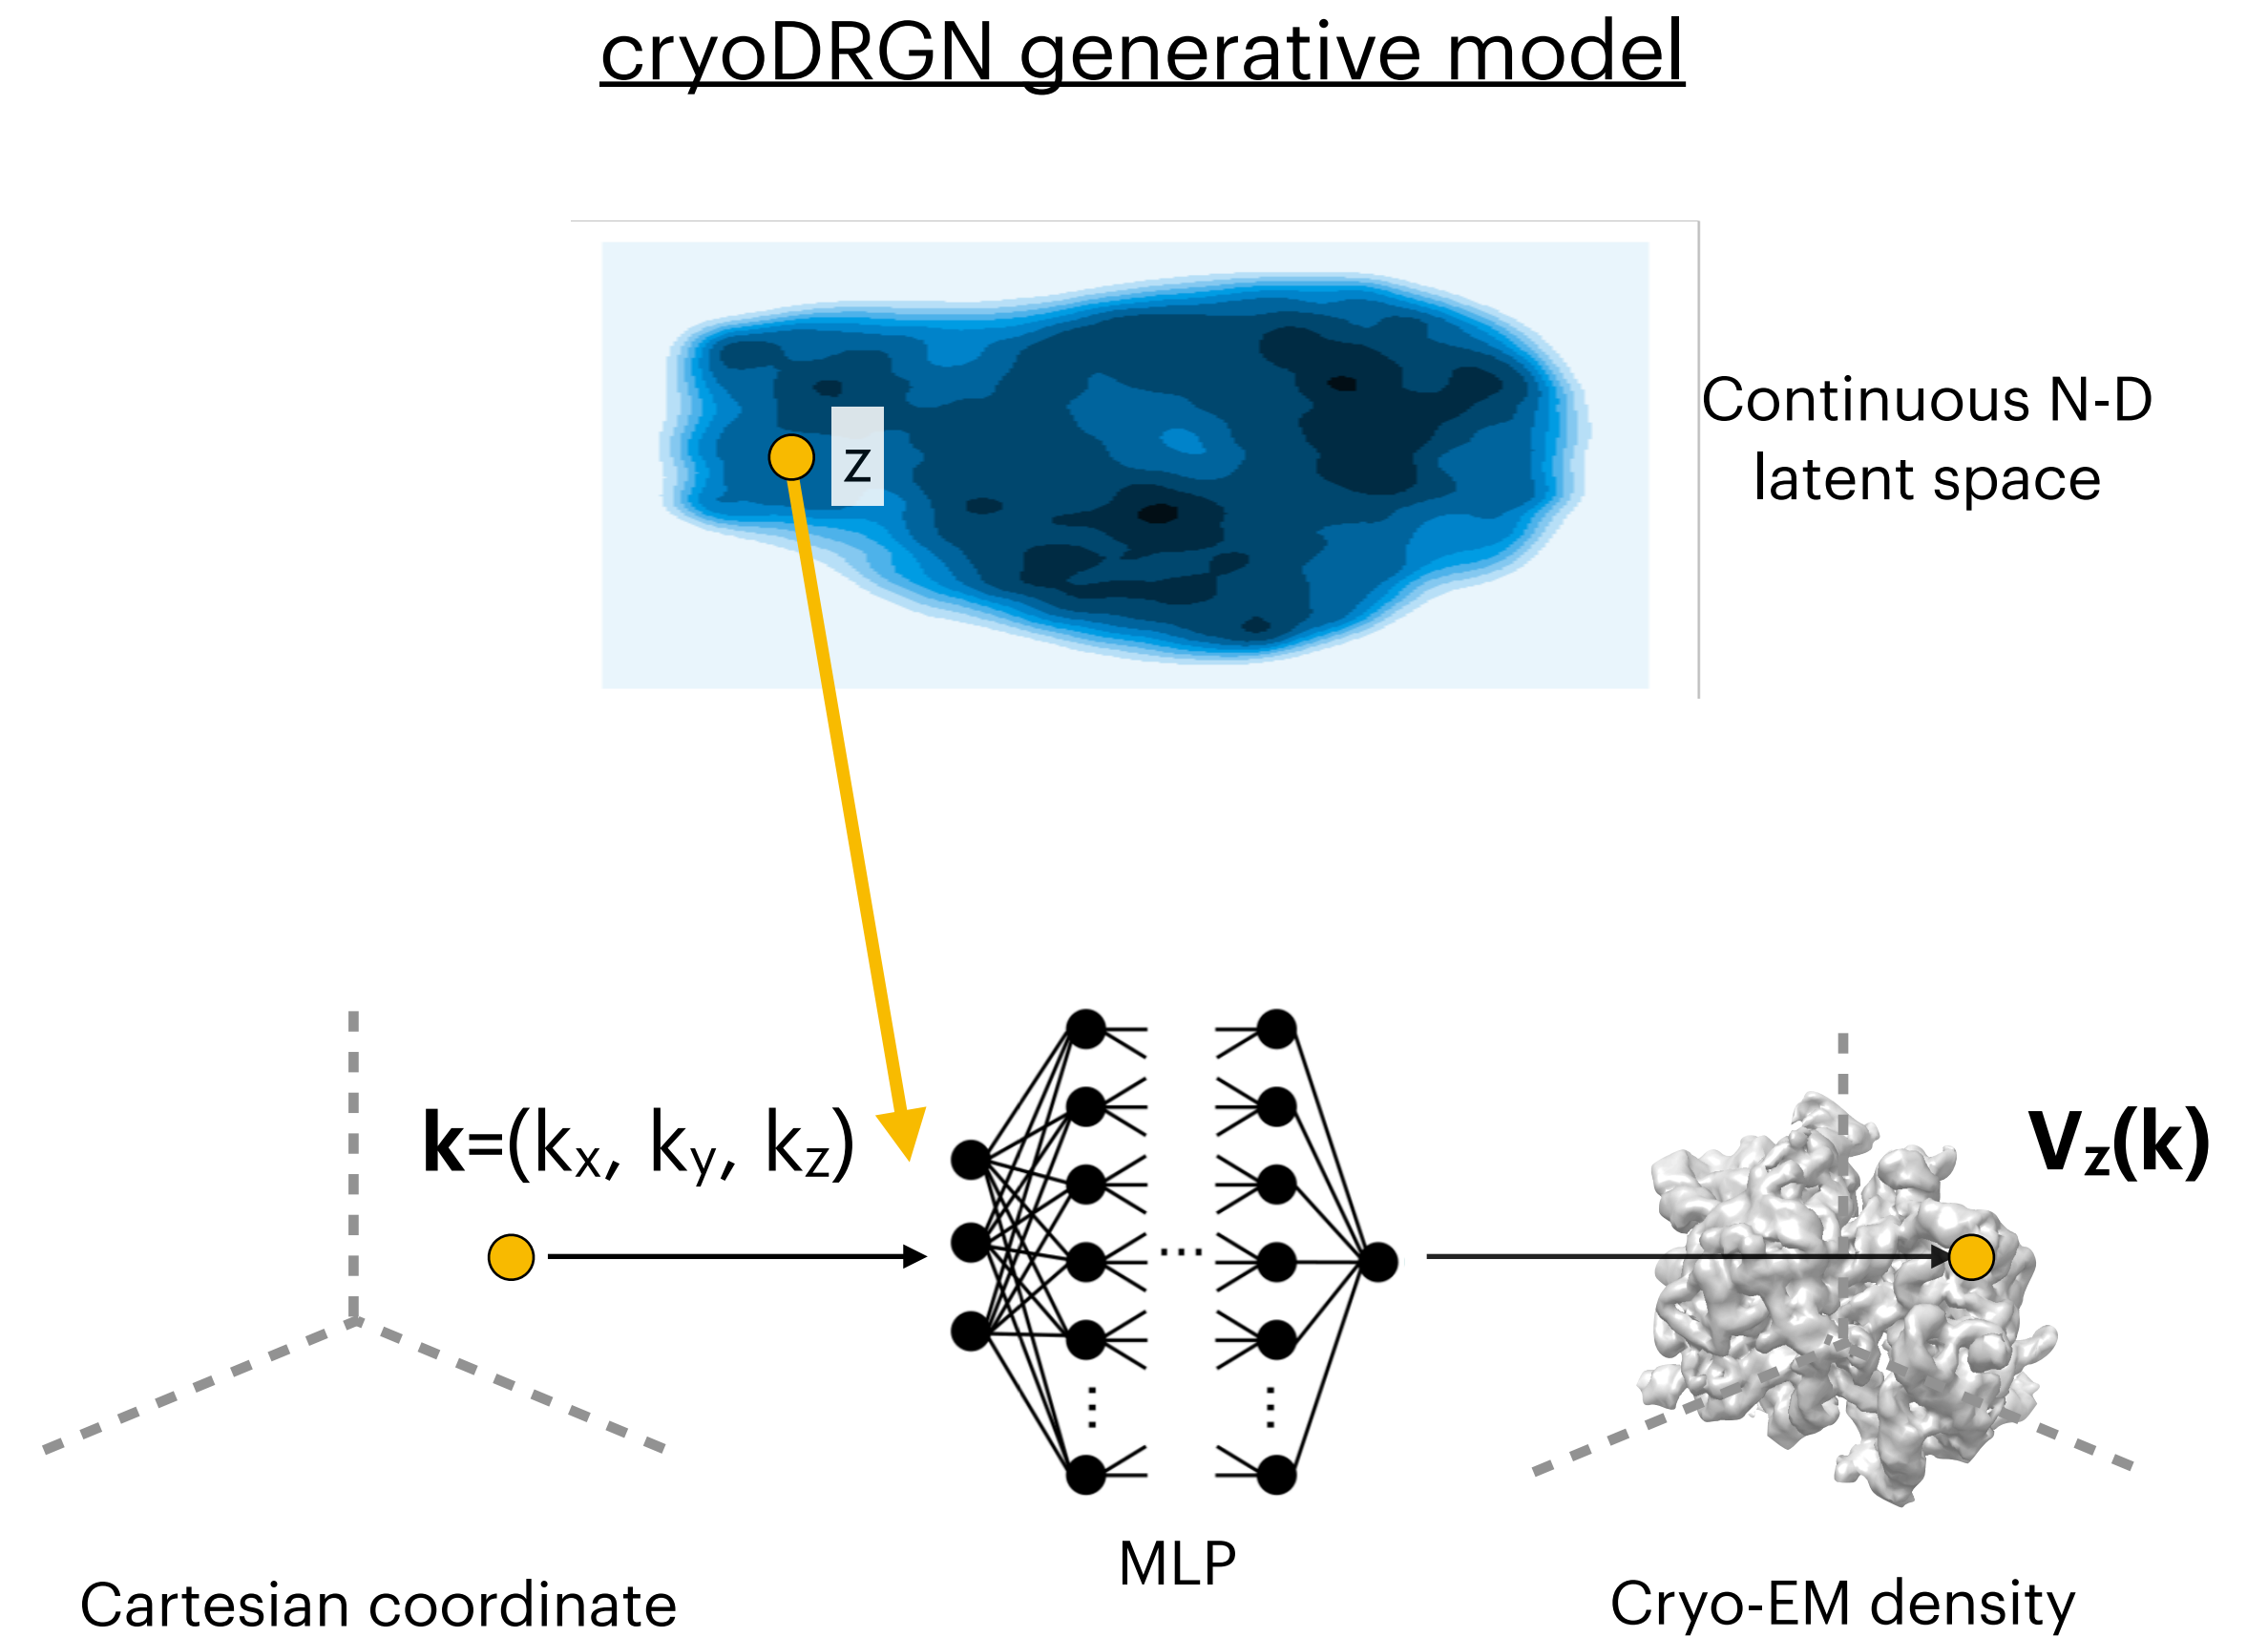 cryoDRGN generative model
Continuous N-D
latent space
z
k=(kx, ky, kz)
Vz(k)
...
MLP
Cartesian coordinate
Cryo-EM density